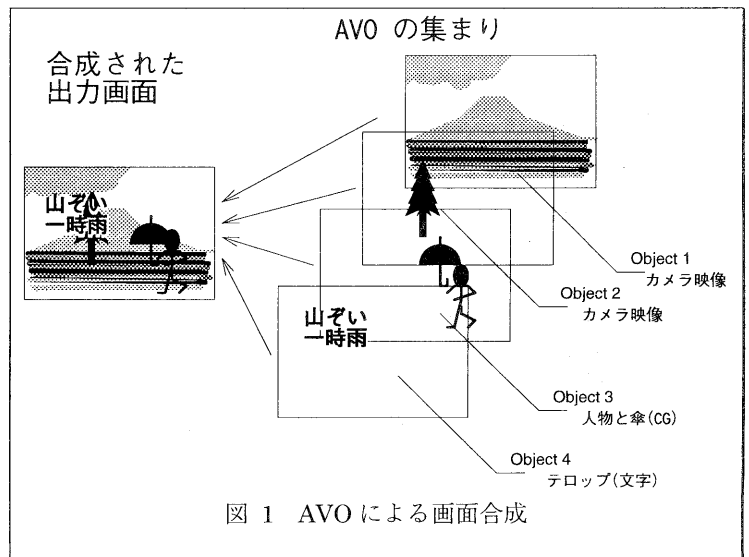 AVO の集まり
合成された
出力画面
山ぞい
一時雨
山ぞい
一時雨
Object 1
カメラ映像
Object 2
カメラ映像
Object 3
人物と傘(CG)
Object 4
テロップ(文字)
図 1 AVO による画面合成